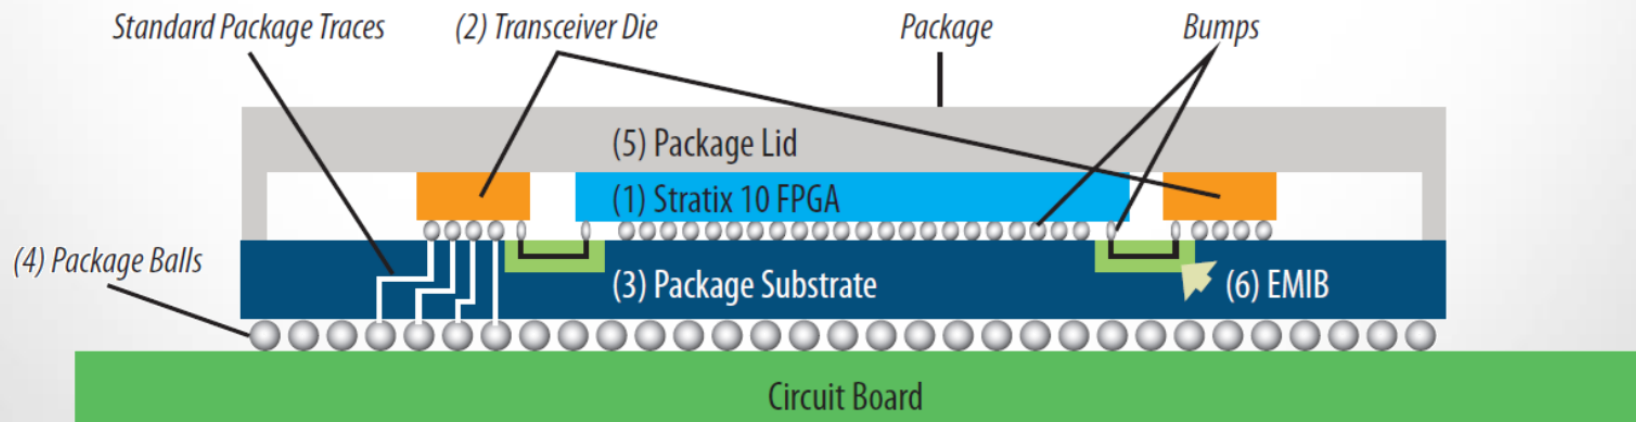 Standard Package Traces
(2) Transceiver Die
Package
Bumps
(5) Package Lid
(1) Stratix 10 FPGA
(4) Package Balls
(3) Package Substrate
(6) EMIB
Circuit Board